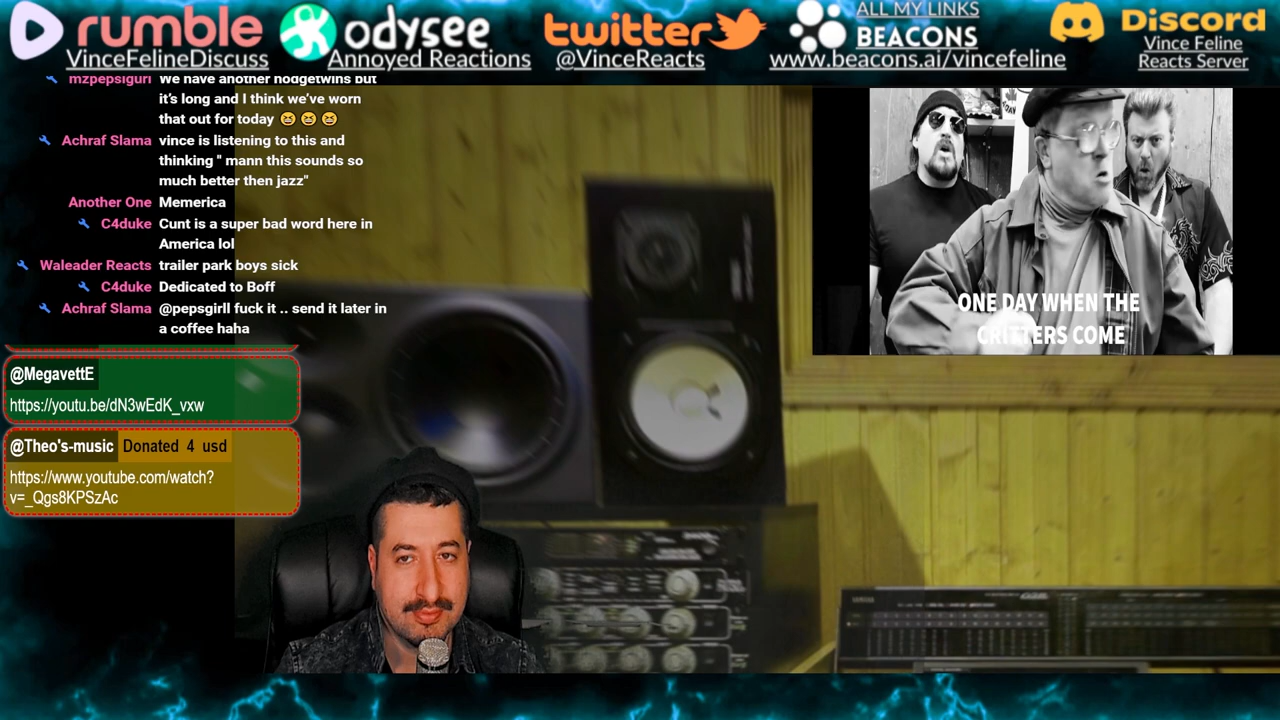 rumble
VinceFelineDiscuss
odysee
Annoyed Reactions
twitter
@VinceReacts
ALL MY LINKS
BEACONS
www.beacons.ai/vincefeline
Discord
Vince Feline
Reacts Server
mzpepsigurl We have another hodgetwins but
it's long and I think we've worn
that out for today 😆 😆 😆
Achraf Slama vince is listening to this and
thinking " mann this sounds so
much better then jazz"
Another One Memerica
C4duke Cunt is a super bad word here in
America lol
Waleader Reacts trailer park boys sick
C4duke Dedicated to Boff
Achraf Slama @pepsgirll fuck it .. send it later in
a coffee haha
@MegavettE
https://youtu.be/dN3wEdK_vxw
@Theo's-music Donated 4 usd
https://www.youtube.com/watch?
v=_Qgs8KPSzAc
ONE DAY WHEN THE
CRITTERS COME